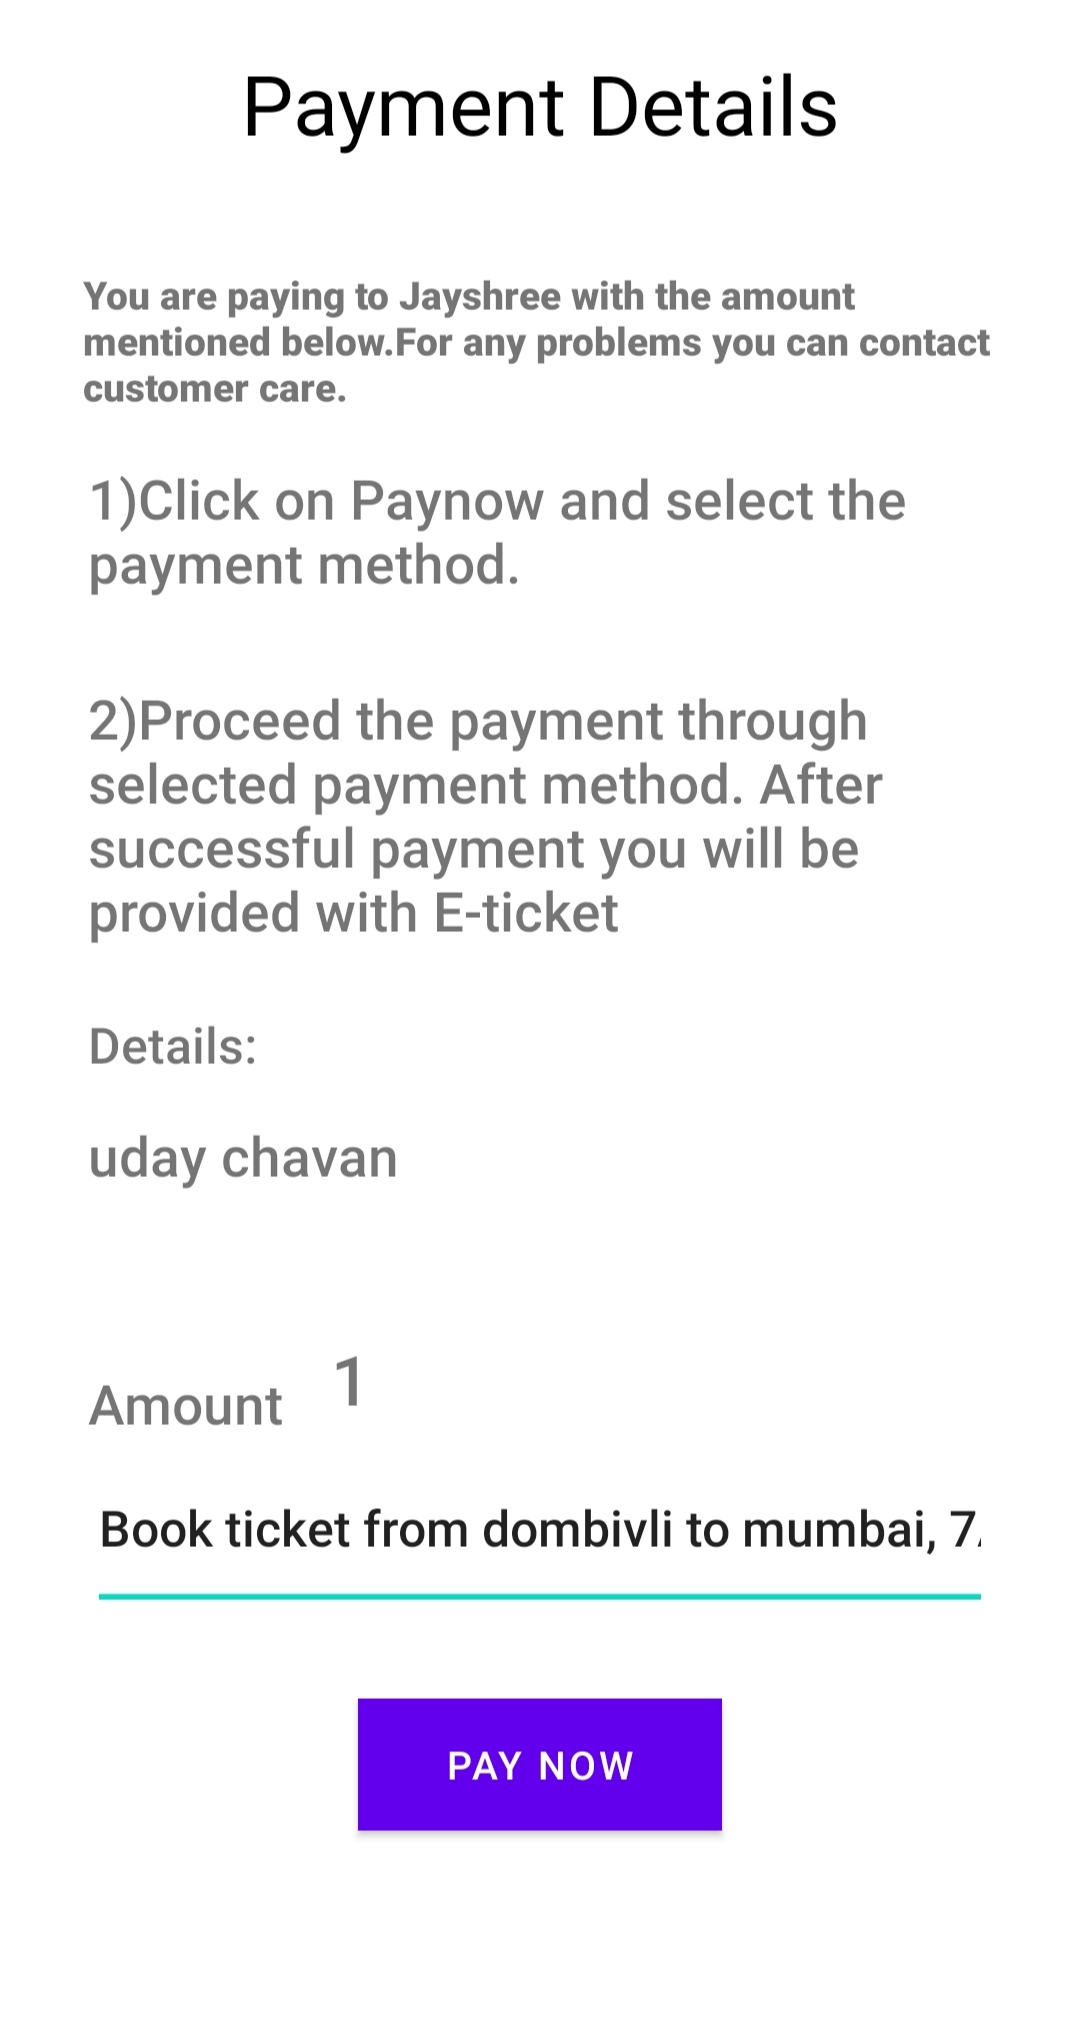 Payment Details
You are paying to Jayshree with the amount
mentioned below.For any problems you can contact
customer care.
1)Click on Paynow and select the
payment method.
2)Proceed the payment through
selected payment method. After
successful payment you will be
provided with E-ticket
Details:
uday chavan
Amount 1
Book ticket from dombivli to mumbai, 7
PAY NOW